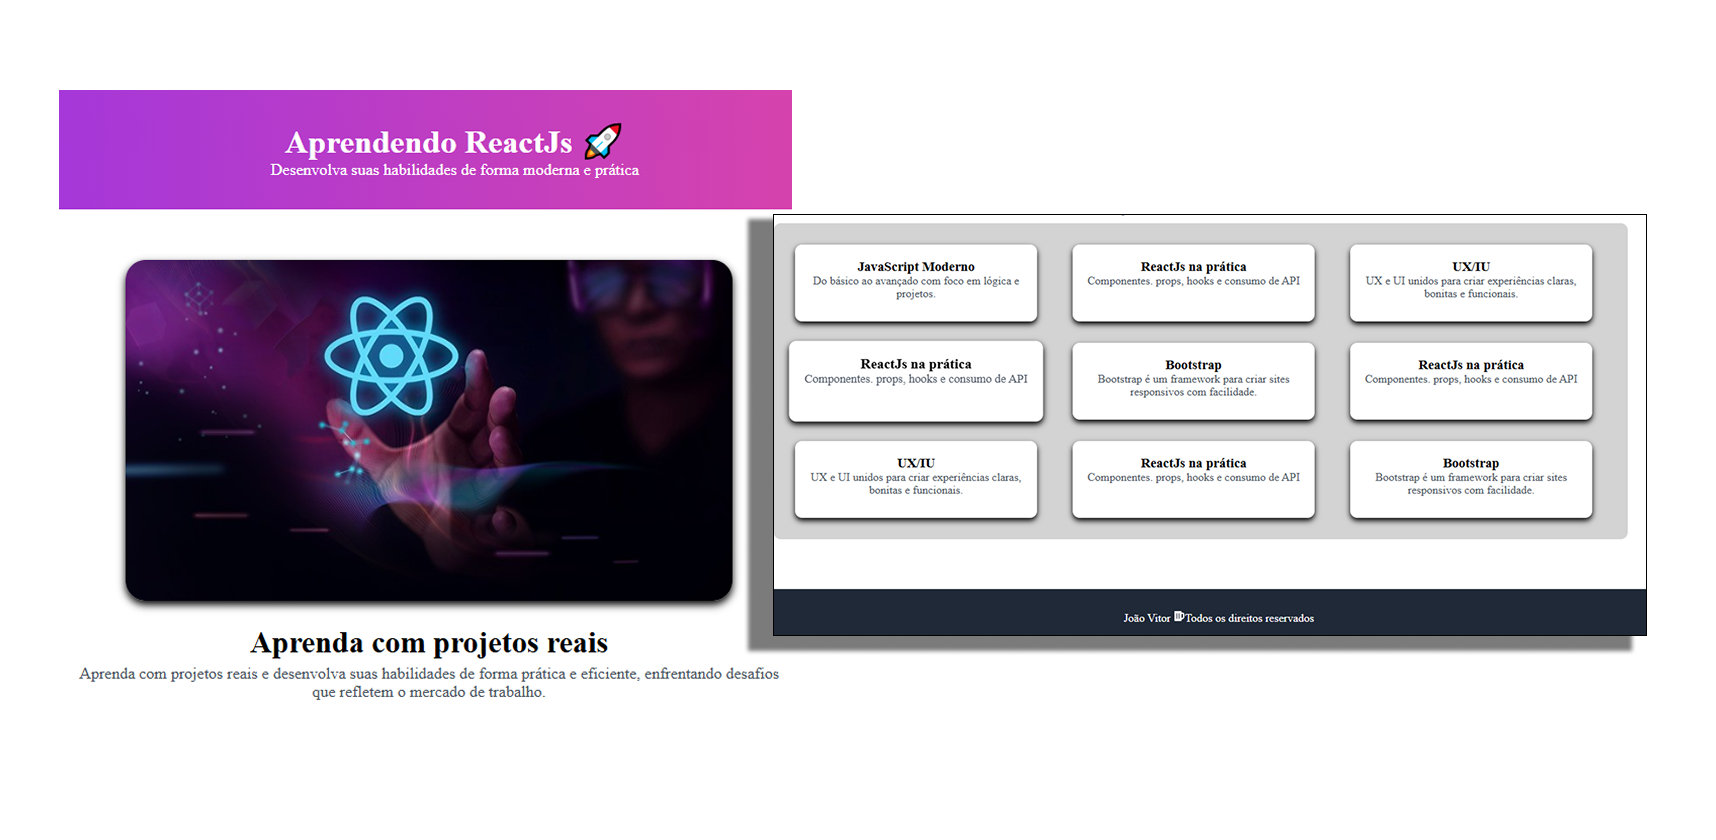 Aprendendo ReactJs 🚀
Desenvolva suas habilidades de forma moderna e prática
Aprenda com projetos reais
Aprenda com projetos reais e desenvolva suas habilidades de forma prática e eficiente, enfrentando desafios
que refletem o mercado de trabalho.
JavaScript Moderno
Do básico ao avançado com foco em lógica e
projetos.
ReactJs na prática
Componentes. props, hooks e consumo de API
UX/IU
UX e UI unidos para criar experiências claras,
bonitas e funcionais.
ReactJs na prática
Componentes. props, hooks e consumo de API
Bootstrap
Bootstrap é um framework para criar sites
responsivos com facilidade.
ReactJs na prática
Componentes. props, hooks e consumo de API
UX/IU
UX e UI unidos para criar experiências claras,
bonitas e funcionais.
ReactJs na prática
Componentes. props, hooks e consumo de API
Bootstrap
Bootstrap é um framework para criar sites
responsivos com facilidade.
João Vitor Todos os direitos reservados